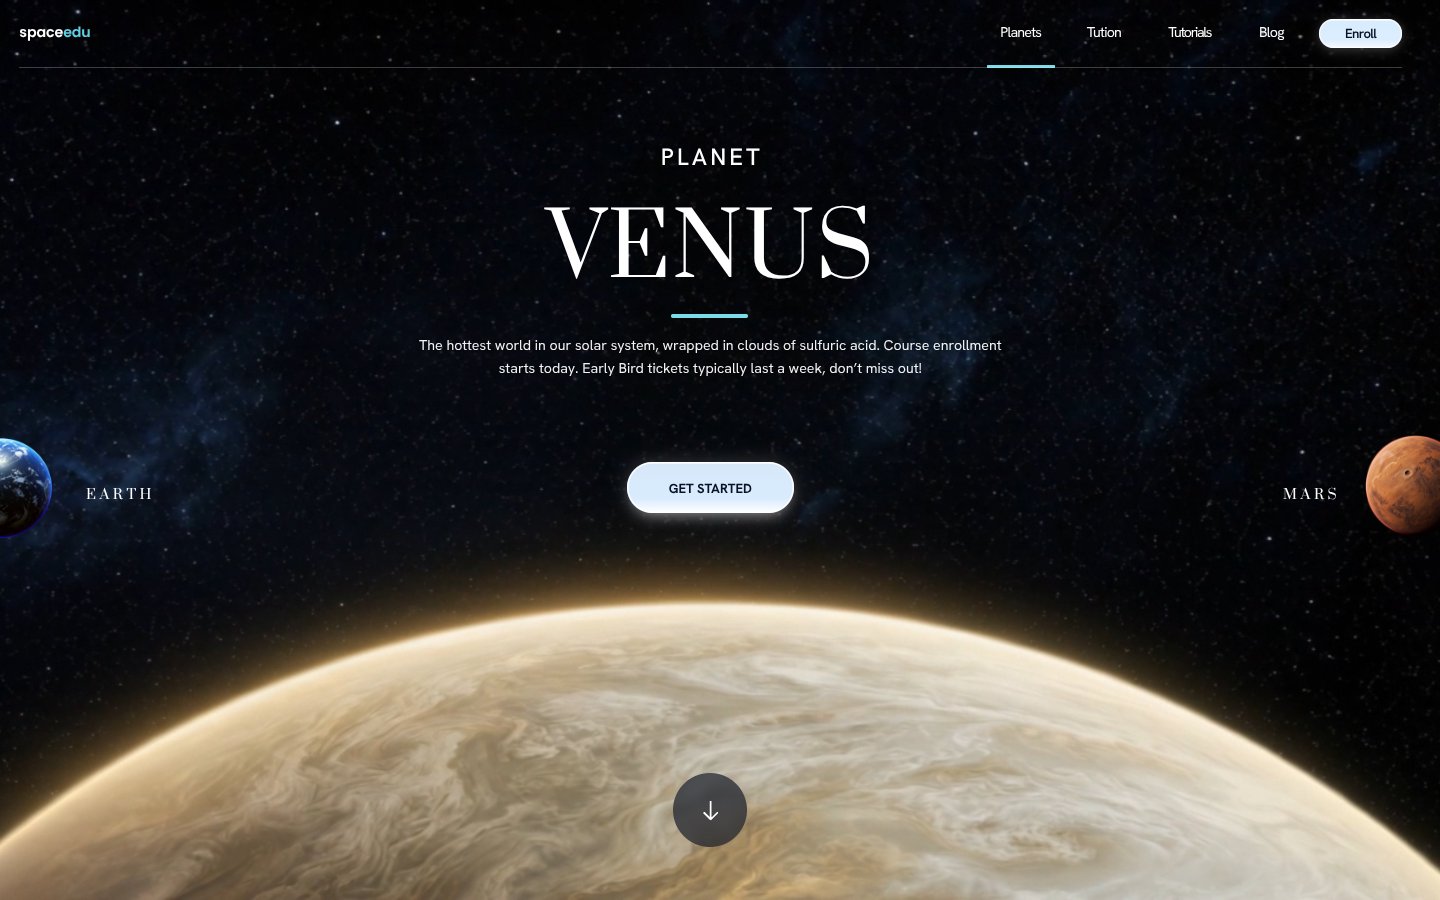 spaceedu
Planets
Tution
Tutorials
Blog
Enroll
PLANET
VENUS
The hottest world in our solar system, wrapped in clouds of sulfuric acid. Course enrollment
starts today. Early Bird tickets typically last a week, don’t miss out!
EARTH
GET STARTED
MARS